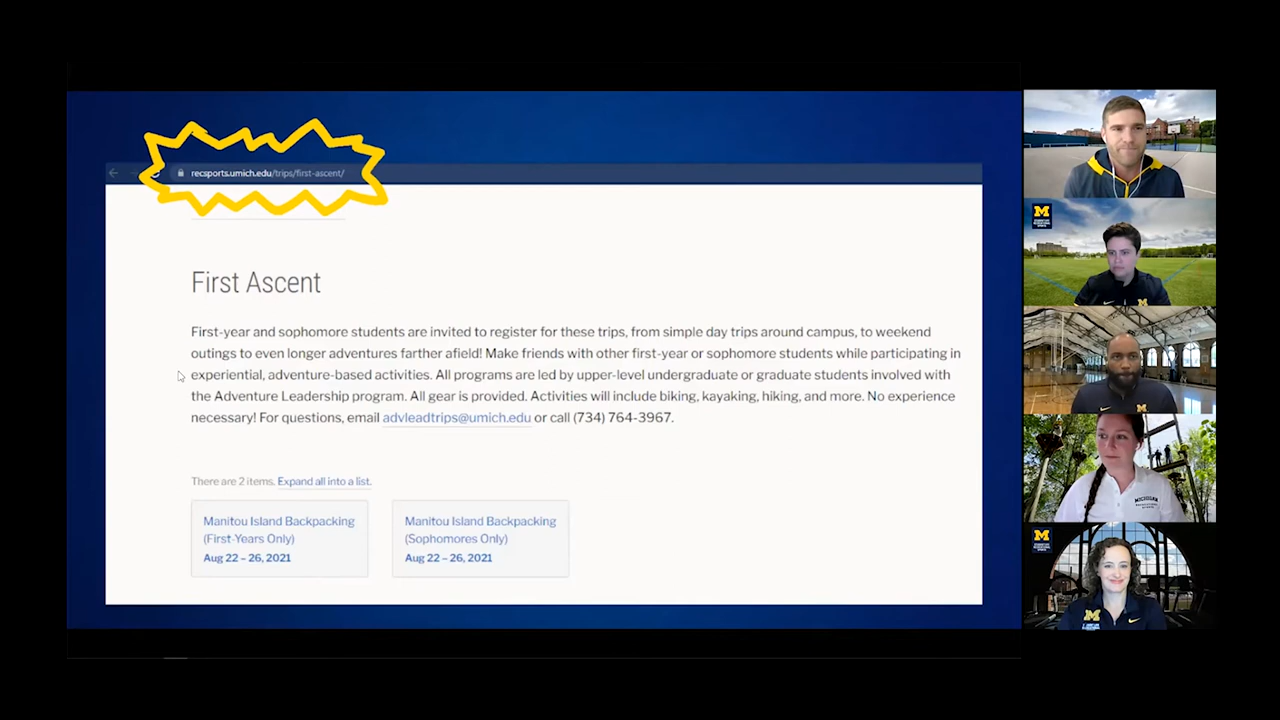 recsports.umich.edu/trips/first-ascent/
First Ascent
First-year and sophomore students are invited to register for these trips, from simple day trips around campus, to weekend
outings to even longer adventures farther afield! Make friends with other first-year or sophomore students while participating in
experiential, adventure-based activities. All programs are led by upper-level undergraduate or graduate students involved with
the Adventure Leadership program. All gear is provided. Activities will include biking, kayaking, hiking, and more. No experience
necessary! For questions, email advleadtrips@umich.edu or call (734) 764-3967.
There are 2 items. Expand all into a list.
Manitou Island Backpacking
(First-Years Only)
Aug 22 – 26, 2021
Manitou Island Backpacking
(Sophomores Only)
Aug 22 – 26, 2021
M
M
M
M
MICHIGAN
M
M